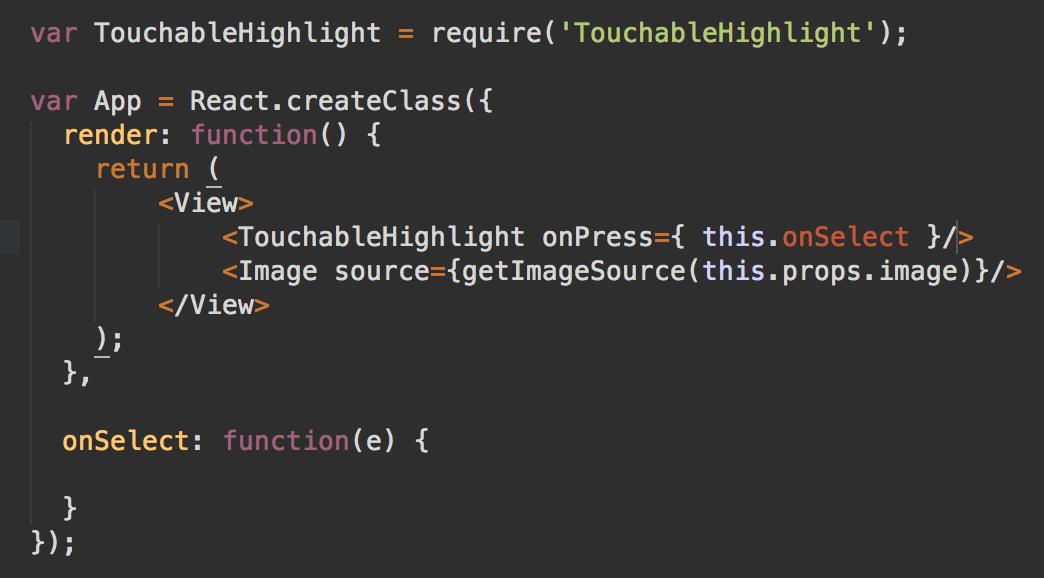 var TouchableHighlight = require('TouchableHighlight');
var App = React.createClass({
render: function() {
return (
<View>
<TouchableHighlight onPress={ this.onSelect }/>
<Image source={getImageSource(this.props.image)}/>
</View>
);
},
onSelect: function(e) {
}
});